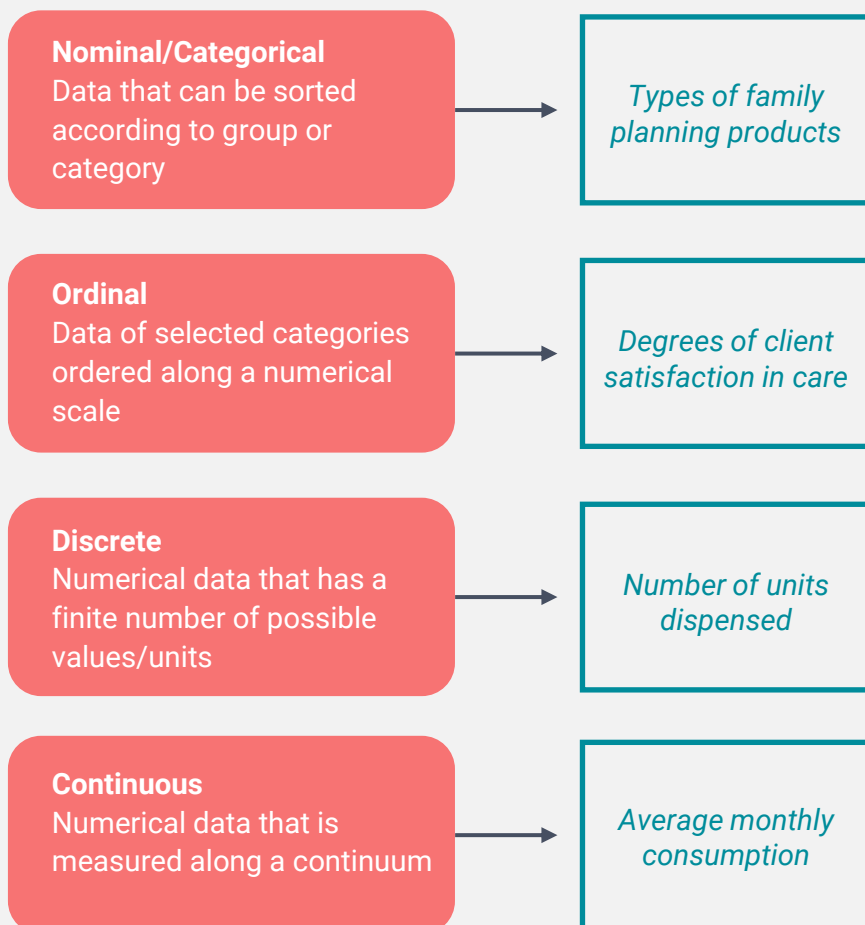 Nominal/Categorical
Data that can be sorted
according to group or
category
Types of family
planning products
Ordinal
Data of selected categories
ordered along a numerical
scale
Degrees of client
satisfaction in care
Discrete
Numerical data that has a
finite number of possible
values/units
Number of units
dispensed
Continuous
Numerical data that is
measured along a continuum
Average monthly
consumption